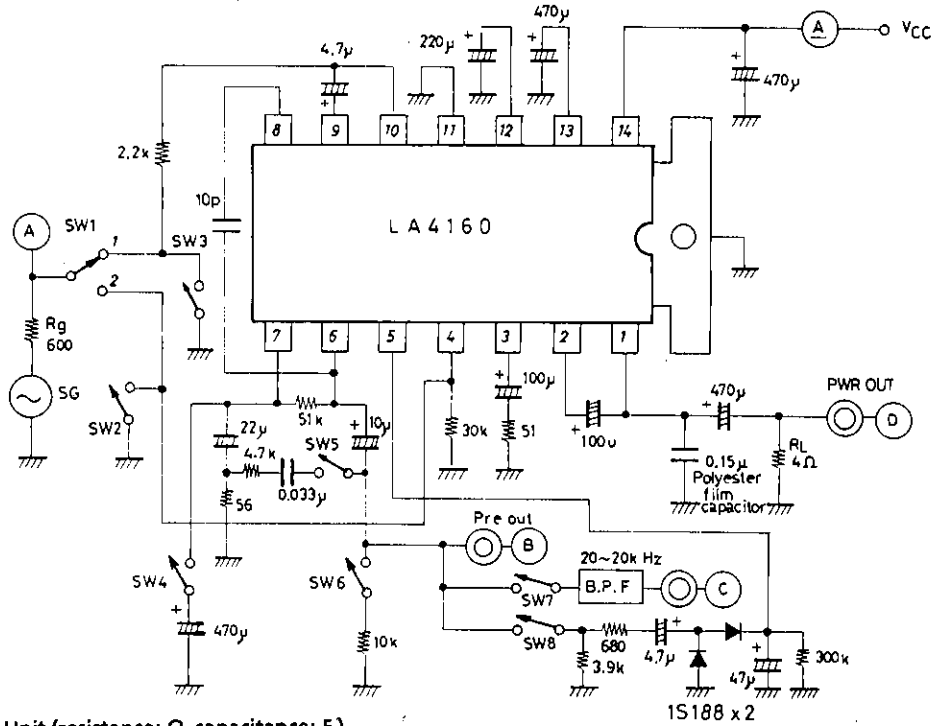 470μ
4.7μ
220μ
A
VCC
470μ
8
9
10
11
12
13
14
2.2k
10p
LA4160
A
SW1
1
SW3
2
Rg
600
7
6
5
4
3
2
1
SG
SW2
100μ
470μ
PWR OUT
51k
10μ
D
22μ
SW5
30k
51
100μ
RL
4Ω
4.7k
0.15μ
Polyester
film
capacitor
0.033μ
56
Pre out
B
20~20k Hz
SW4
SW6
SW7
B.P.F
C
470μ
10k
SW8
680
3.9k
4.7μ
47μ
300k
1S188 x 2
Unit (resistance: Ω, capacitance: F)